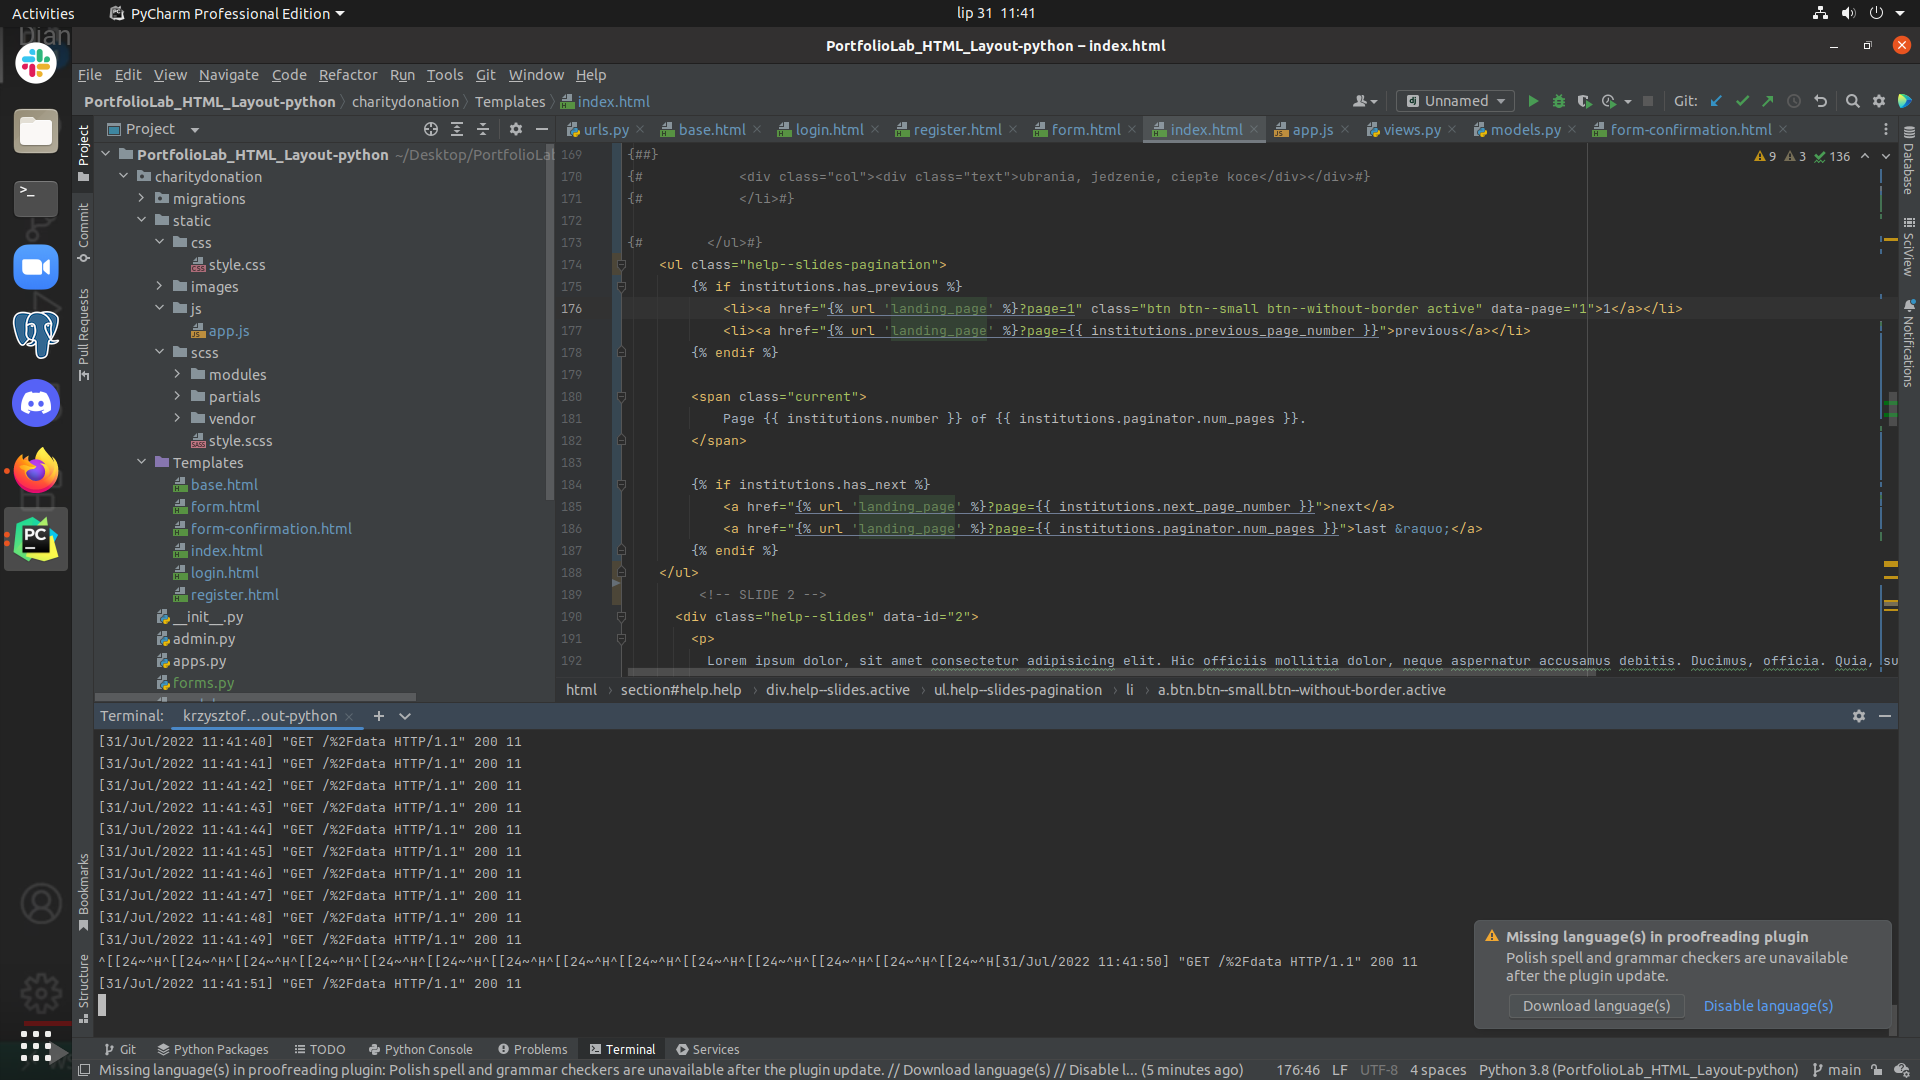 Activities
PyCharm Professional Edition
lip 31 11:41
PortfolioLab_HTML_Layout-python – index.html
File Edit View Navigate Code Refactor Run Tools Git Window Help
PortfolioLab_HTML_Layout-python charitydonation Templates index.html
Unnamed
Git:
Project
urls.py base.html login.html register.html form.html index.html app.js views.py models.py form-confirmation.html
PortfolioLab_HTML_Layout-python ~/Desktop/PortfolioLab
charitydonation
migrations
static
css
style.css
images
js
app.js
scss
modules
partials
vendor
style.scss
Templates
base.html
form.html
form-confirmation.html
index.html
login.html
register.html
__init__.py
admin.py
apps.py
forms.py
Project
Commit
Pull Requests
Bookmarks
Structure
Database
SciView
Notifications
9 3 136
169 {##}
170 {# <div class="col"><div class="text">ubrania, jedzenie, ciepłe koce</div></div>#}
171 {# </li>#}
172
173 {# </ul>#}
174 <ul class="help--slides-pagination">
175 {% if institutions.has_previous %}
176 <li><a href="{% url 'landing_page' %}?page=1" class="btn btn--small btn--without-border active" data-page="1">1</a></li>
177 <li><a href="{% url 'landing_page' %}?page={{ institutions.previous_page_number }}">previous</a></li>
178 {% endif %}
179
180 <span class="current">
181 Page {{ institutions.number }} of {{ institutions.paginator.num_pages }}.
182 </span>
183
184 {% if institutions.has_next %}
185 <a href="{% url 'landing_page' %}?page={{ institutions.next_page_number }}">next</a>
186 <a href="{% url 'landing_page' %}?page={{ institutions.paginator.num_pages }}">last &raquo;</a>
187 {% endif %}
188 </ul>
189 <!-- SLIDE 2 -->
190 <div class="help--slides" data-id="2">
191 <p>
192 Lorem ipsum dolor, sit amet consectetur adipisicing elit. Hic officiis mollitia dolor, neque aspernatur accusamus debitis. Ducimus, officia. Quia, su
html section#help.help div.help--slides.active ul.help--slides-pagination li a.btn.btn--small.btn--without-border.active
Terminal: krzysztof...out-python
[31/Jul/2022 11:41:40] "GET /%2Fdata HTTP/1.1" 200 11
[31/Jul/2022 11:41:41] "GET /%2Fdata HTTP/1.1" 200 11
[31/Jul/2022 11:41:42] "GET /%2Fdata HTTP/1.1" 200 11
[31/Jul/2022 11:41:43] "GET /%2Fdata HTTP/1.1" 200 11
[31/Jul/2022 11:41:44] "GET /%2Fdata HTTP/1.1" 200 11
[31/Jul/2022 11:41:45] "GET /%2Fdata HTTP/1.1" 200 11
[31/Jul/2022 11:41:46] "GET /%2Fdata HTTP/1.1" 200 11
[31/Jul/2022 11:41:47] "GET /%2Fdata HTTP/1.1" 200 11
[31/Jul/2022 11:41:48] "GET /%2Fdata HTTP/1.1" 200 11
[31/Jul/2022 11:41:49] "GET /%2Fdata HTTP/1.1" 200 11
^[[24~^H^[[24~^H^[[24~^H^[[24~^H^[[24~^H^[[24~^H^[[24~^H^[[24~^H^[[24~^H^[[24~^H^[[24~^H^[[24~^H^[[24~^H^[[24~^H[31/Jul/2022 11:41:50] "GET /%2Fdata HTTP/1.1" 200 11
[31/Jul/2022 11:41:51] "GET /%2Fdata HTTP/1.1" 200 11
Missing language(s) in proofreading plugin
Polish spell and grammar checkers are unavailable
after the plugin update.
Download language(s) Disable language(s)
Git Python Packages TODO Python Console Problems Terminal Services
Missing language(s) in proofreading plugin: Polish spell and grammar checkers are unavailable after the plugin update. // Download language(s) // Disable l... (5 minutes ago)
176:46 LF UTF-8 4 spaces Python 3.8 (PortfolioLab_HTML_Layout-python) main